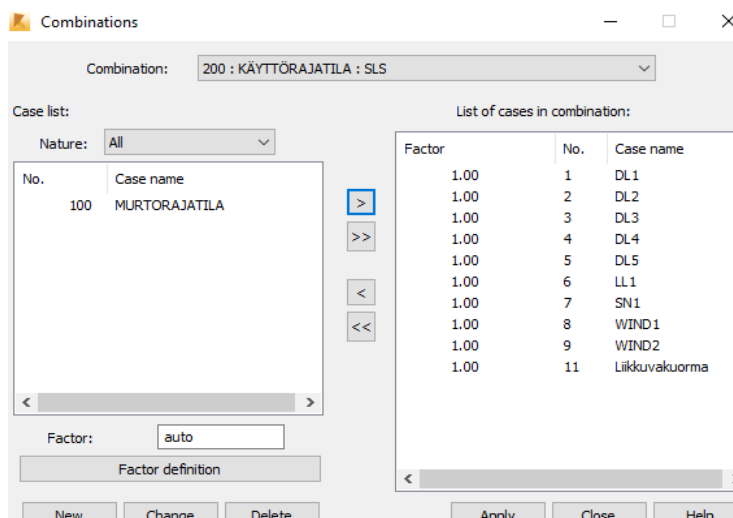 Combinations
Combination: 200 : KÄYTTÖRAJATILA : SLS
Case list:
Nature: All
No. Case name
100 MURTORAJATILA
>
>>
<
<<
Factor: auto
Factor definition
New Change Delete
List of cases in combination:
Factor No. Case name
1.00 1 DL1
1.00 2 DL2
1.00 3 DL3
1.00 4 DL4
1.00 5 DL5
1.00 6 LL1
1.00 7 SN1
1.00 8 WIND1
1.00 9 WIND2
1.00 11 Liikkuvakuorma
Apply Close Help